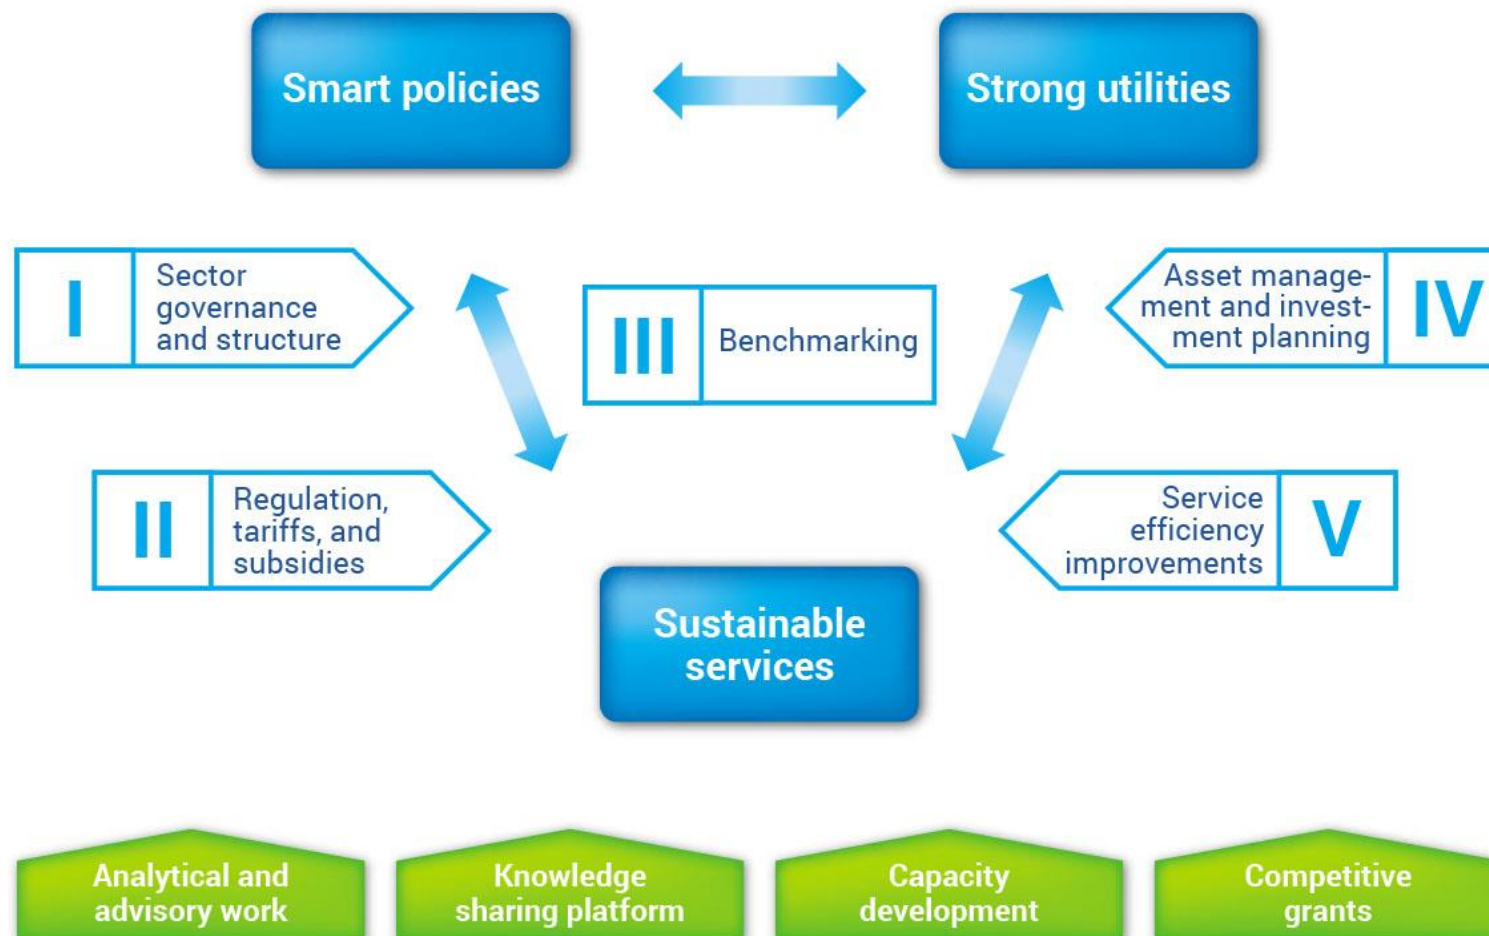 Smart policies
Strong utilities
I
Sector
governance
and structure
III
Benchmarking
Asset manage-
ment and invest-
ment planning
IV
II
Regulation,
tariffs, and
subsidies
Service
efficiency
improvements
V
Sustainable
services
Analytical and
advisory work
Knowledge
sharing platform
Capacity
development
Competitive
grants